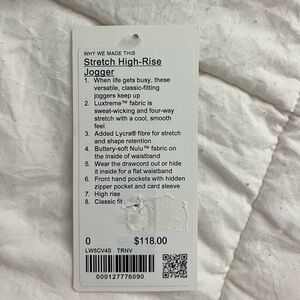 WHY WE MADE THIS
Stretch High-Rise
Jogger
1. When life gets busy, these
versatile, classic-fitting
joggers keep up
2. Luxtreme™ fabric is
sweat-wicking and four-way
stretch with a cool, smooth
feel
3. Added Lycra® fibre for stretch
and shape retention
4. Buttery-soft Nulu™ fabric on
the inside of waistband
5. Wear the drawcord out or hide
it inside for a flat waistband
6. Front hand pockets with hidden
zipper pocket and card sleeve
7. High rise
8. Classic fit
0 $118.00
LW5CV4S TRNV
000127776090